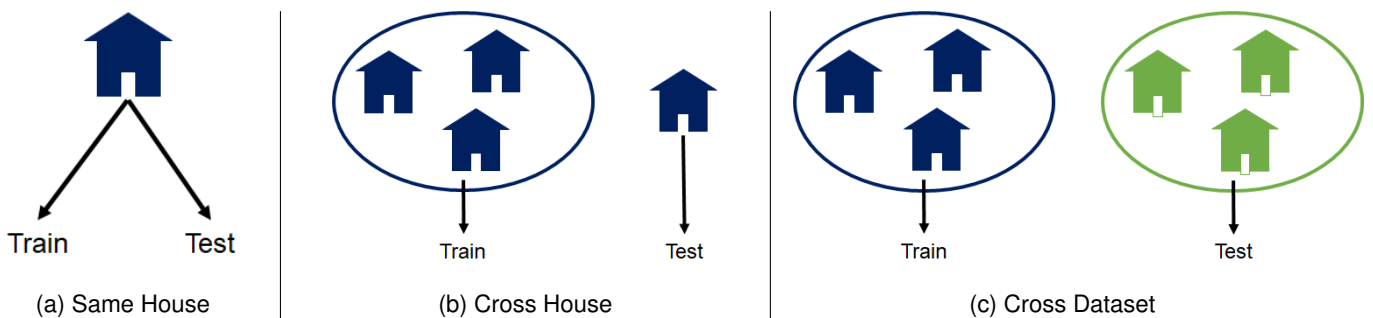 Train
Test
(a) Same House
Train
Test
(b) Cross House
Train
Test
(c) Cross Dataset